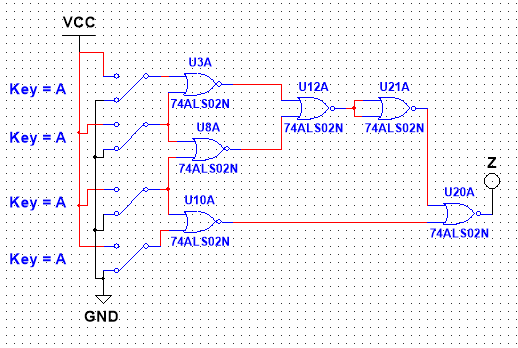 VCC
U3A
Key = A
74ALS02N
U12A
U21A
Key = A
U8A
74ALS02N
74ALS02N
74ALS02N
Z
Key = A
U10A
U20A
74ALS02N
74ALS02N
Key = A
GND